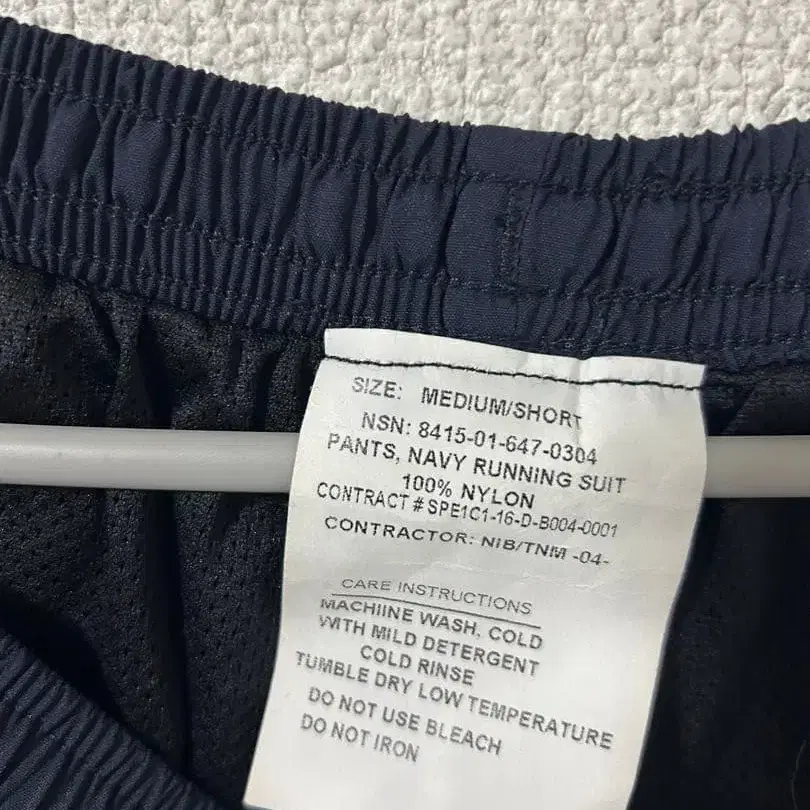 SIZE: MEDIUM/SHORT
NSN: 8415-01-647-0304
PANTS, NAVY RUNNING SUIT
100% NYLON
CONTRACT # SPE1C1-16-D-B004-0001
CONTRACTOR: NIB/TNM -04-
CARE INSTRUCTIONS
MACHIINE WASH, COLD
WITH MILD DETERGENT
COLD RINSE
TUMBLE DRY LOW TEMPERATURE
DO NOT USE BLEACH
DO NOT IRON